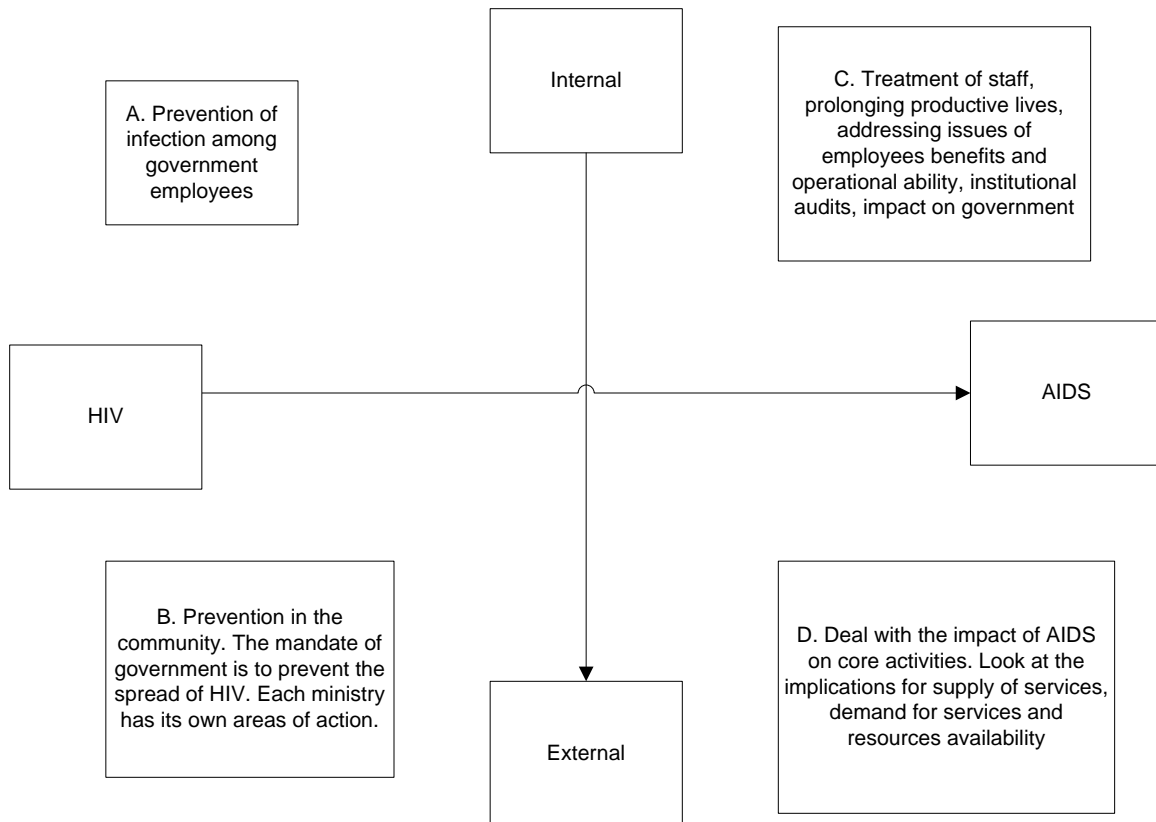 Internal
A. Prevention of
infection among
government
employees
C. Treatment of staff,
prolonging productive lives,
addressing issues of
employees benefits and
operational ability, institutional
audits, impact on government
HIV
AIDS
B. Prevention in the
community. The mandate of
government is to prevent the
spread of HIV. Each ministry
has its own areas of action.
D. Deal with the impact of AIDS
on core activities. Look at the
implications for supply of services,
demand for services and
resources availability
External